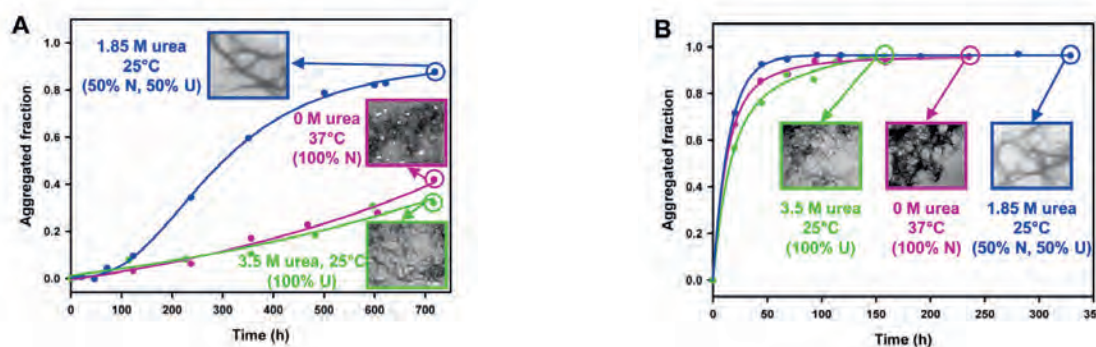 A
Aggregated fraction
1.0
0.8
0.6
0.4
0.2
0.0
1.85 M urea
25°C
(50% N, 50% U)
0 M urea
37°C
(100% N)
3.5 M urea, 25°C
(100% U)
0 100 200 300 400 500 600 700
Time (h)
B
Aggregated fraction
1.0
0.8
0.6
0.4
0.2
0.0
3.5 M urea
25°C
(100% U)
0 M urea
37°C
(100% N)
1.85 M urea
25°C
(50% N, 50% U)
0 50 100 150 200 250 300 35
Time (h)